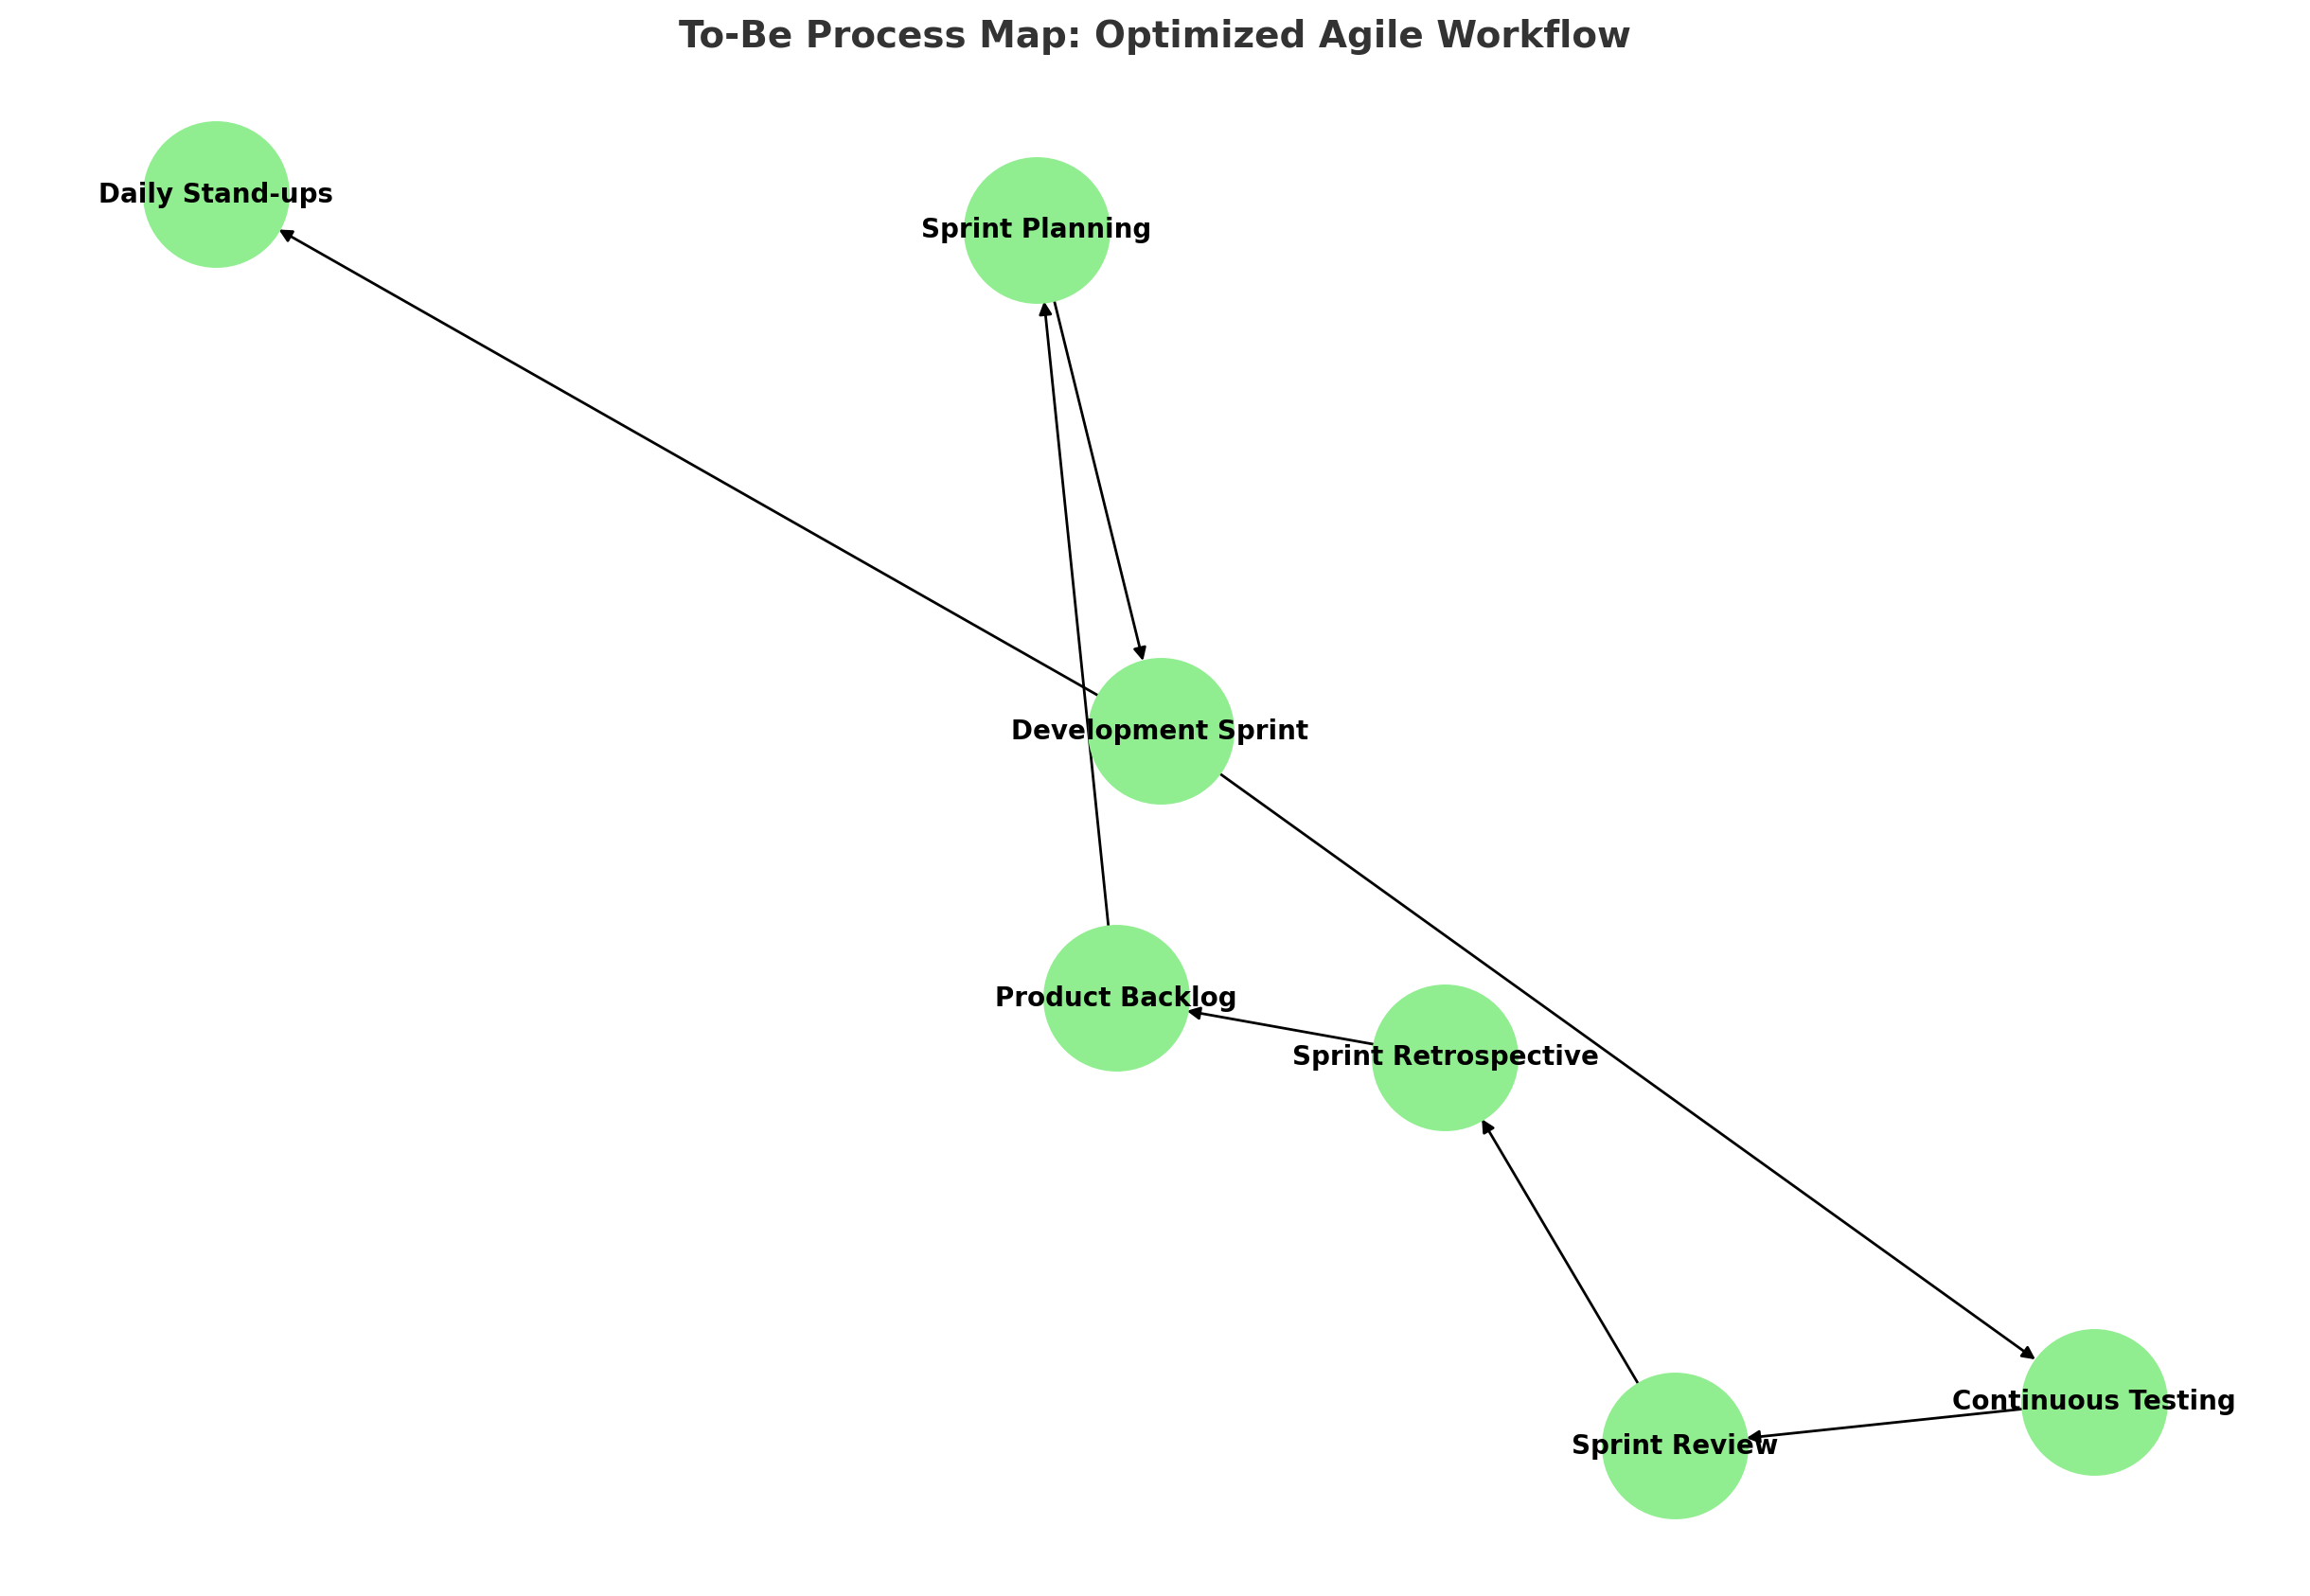 To-Be Process Map: Optimized Agile Workflow
Daily Stand-ups
Sprint Planning
Development Sprint
Product Backlog
Sprint Retrospective
Continuous Testing
Sprint Review